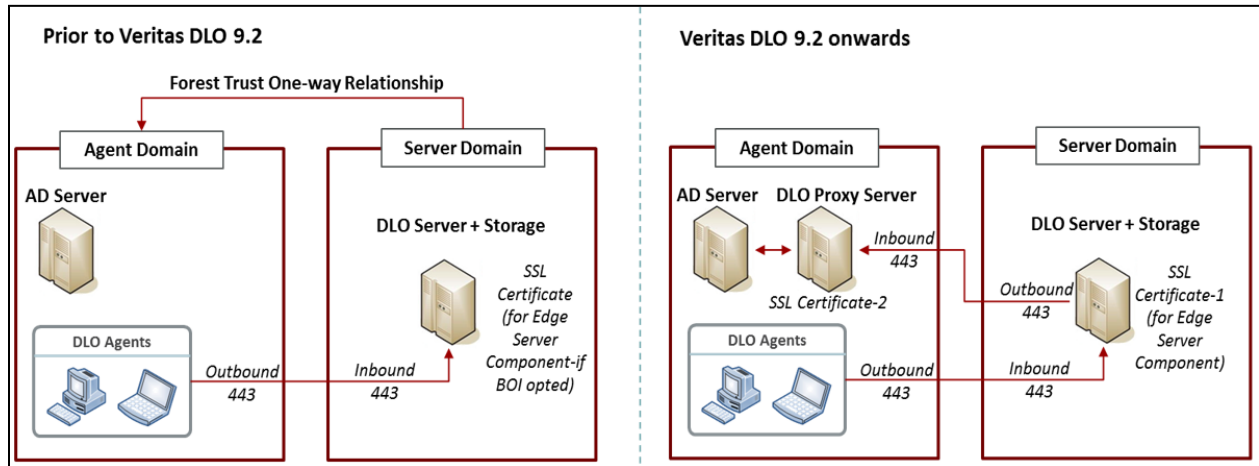 Prior to Veritas DLO 9.2
Forest Trust One-way Relationship
Agent Domain
Server Domain
AD Server
DLO Server + Storage
SSL
Certificate
(for Edge
Server
Component-if
BOI opted)
DLO Agents
Outbound
443
Inbound
443
Veritas DLO 9.2 onwards
Agent Domain
Server Domain
AD Server
DLO Proxy Server
Inbound
443
SSL Certificate-2
DLO Server + Storage
Outbound
443
SSL
Certificate-1
(for Edge
Server
Component)
DLO Agents
Outbound
443
Inbound
443